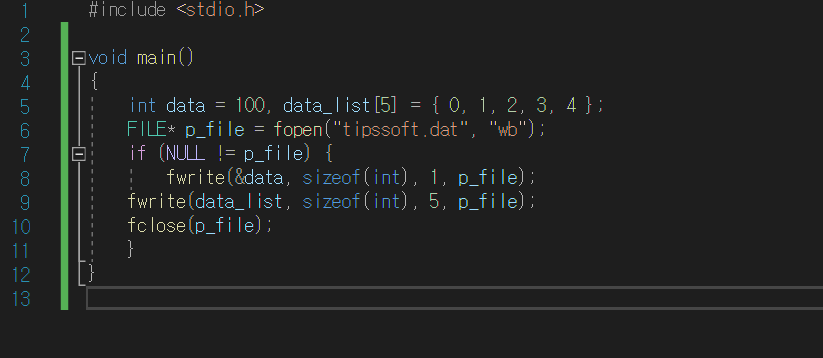 1 #include <stdio.h>
2
3 void main()
4 {
5 int data = 100, data_list[5] = { 0, 1, 2, 3, 4 };
6 FILE* p_file = fopen("tipssoft.dat", "wb");
7 if (NULL != p_file) {
8 fwrite(&data, sizeof(int), 1, p_file);
9 fwrite(data_list, sizeof(int), 5, p_file);
10 fclose(p_file);
11 }
12 }
13